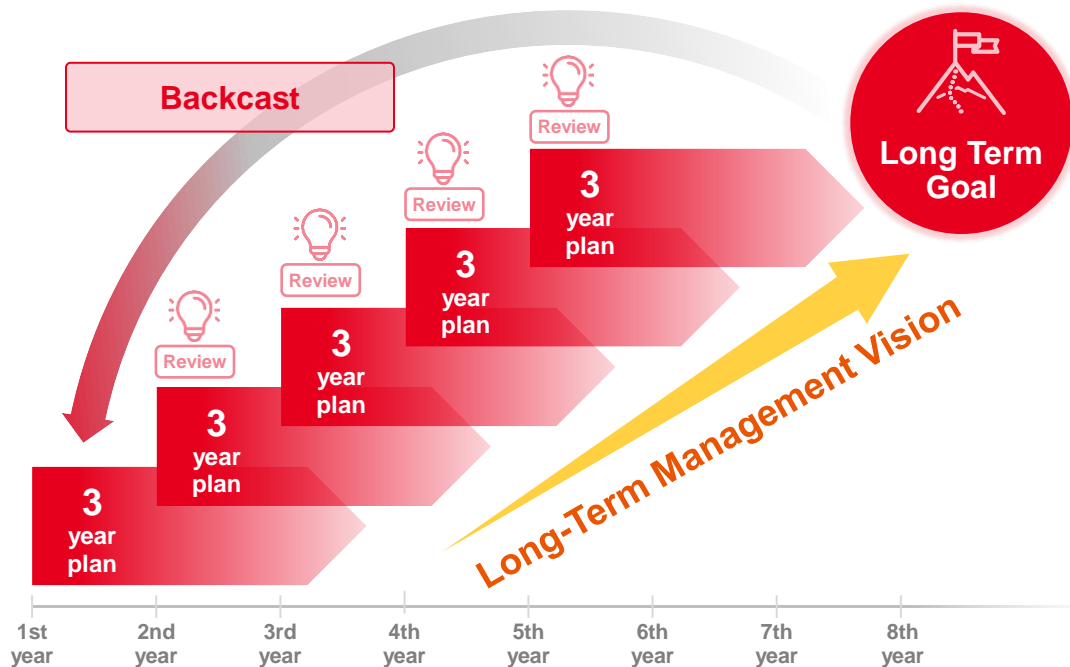 Backcast
Long Term
Goal
Review
3
year
plan
Review
3
year
plan
Review
3
year
plan
Review
3
year
plan
3
year
plan
Long-Term Management Vision
1st
year
2nd
year
3rd
year
4th
year
5th
year
6th
year
7th
year
8th
year